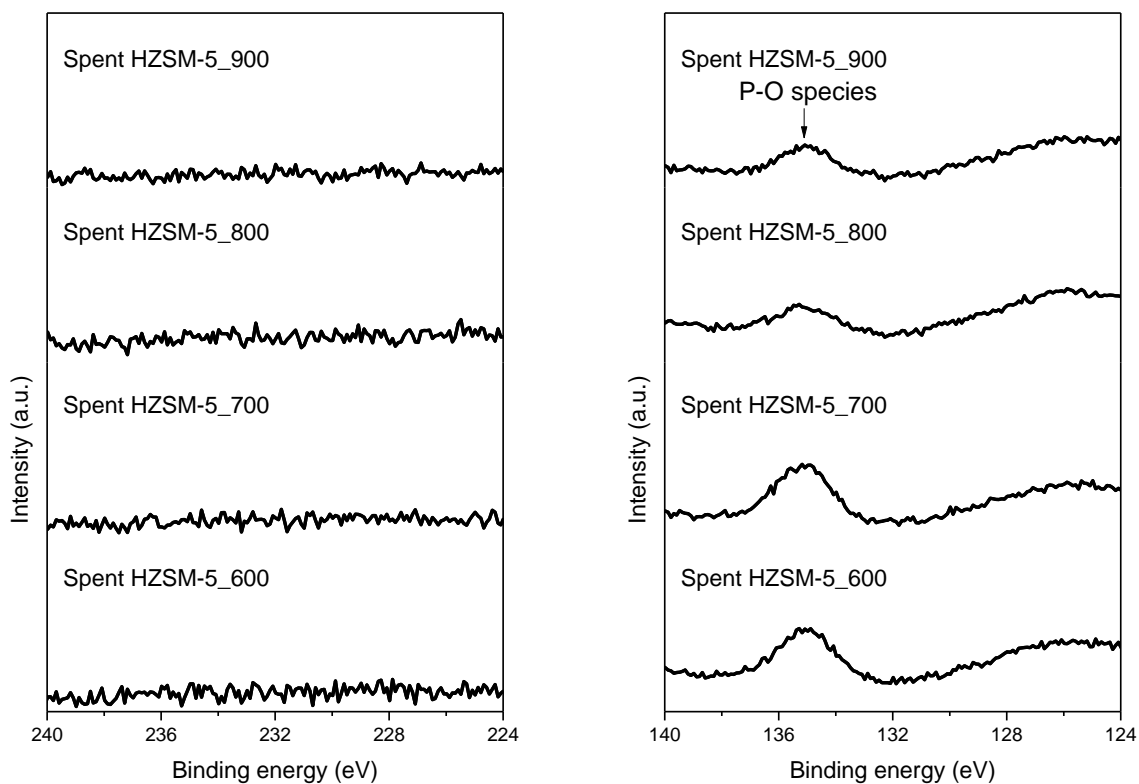 Spent HZSM-5_900
Spent HZSM-5_800
Spent HZSM-5_700
Spent HZSM-5_600
Intensity (a.u.)
240 236 232 228 224
Binding energy (eV)
Spent HZSM-5_900
P-O species
Spent HZSM-5_800
Spent HZSM-5_700
Spent HZSM-5_600
Intensity (a.u.)
140 136 132 128 124
Binding energy (eV)